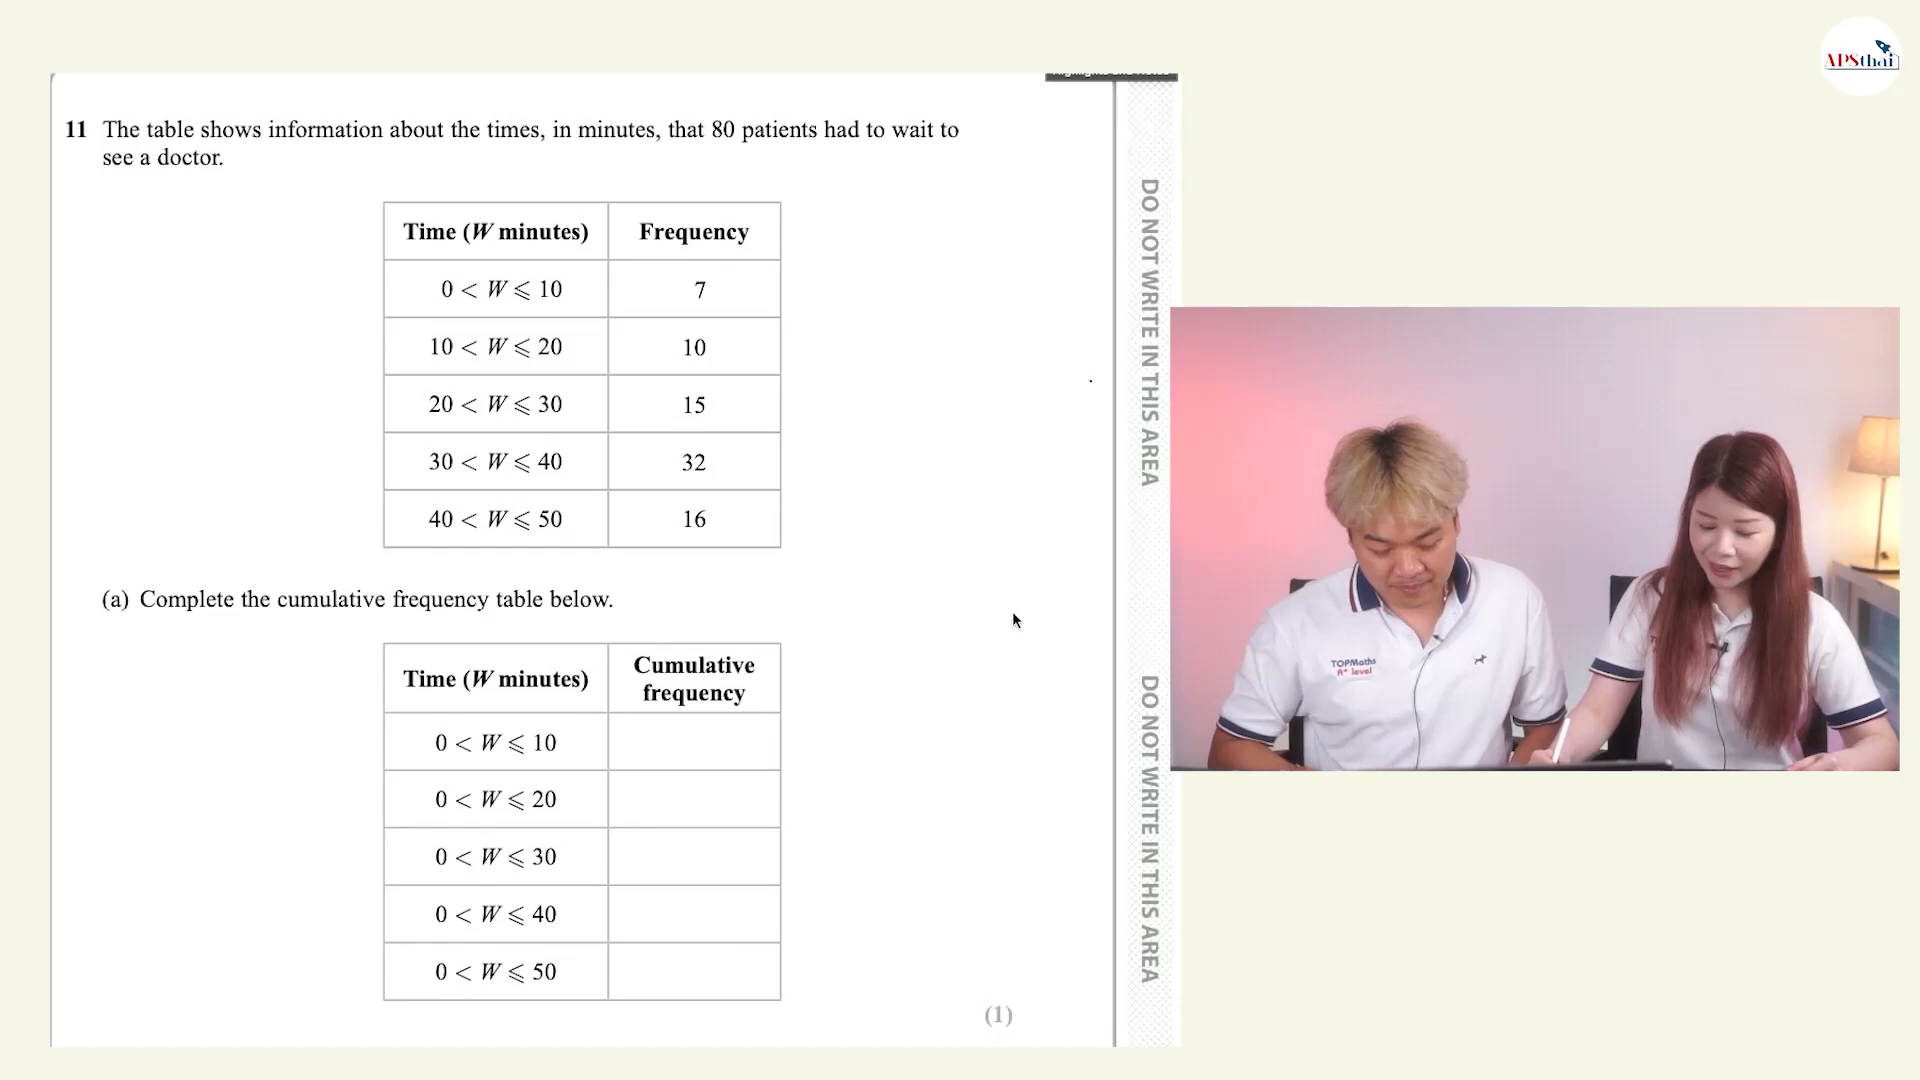 APSthai
11 The table shows information about the times, in minutes, that 80 patients had to wait to
see a doctor.
Time (W minutes) Frequency
0 < W ⩽ 10 7
10 < W ⩽ 20 10
20 < W ⩽ 30 15
30 < W ⩽ 40 32
40 < W ⩽ 50 16
(a) Complete the cumulative frequency table below.
Time (W minutes) Cumulative
frequency
0 < W ⩽ 10
0 < W ⩽ 20
0 < W ⩽ 30
0 < W ⩽ 40
0 < W ⩽ 50
(1)
DO NOT WRITE IN THIS AREA
DO NOT WRITE IN THIS AREA
TOPMaths
A* level